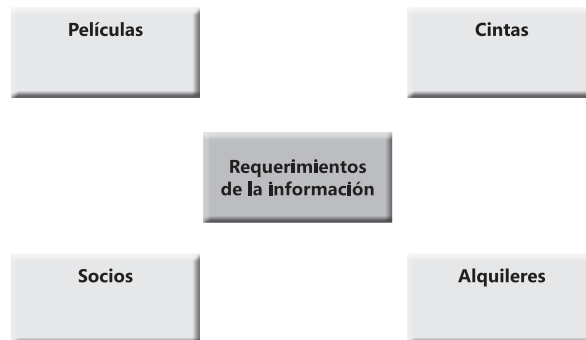 Películas
Cintas
Requerimientos
de la información
Socios
Alquileres